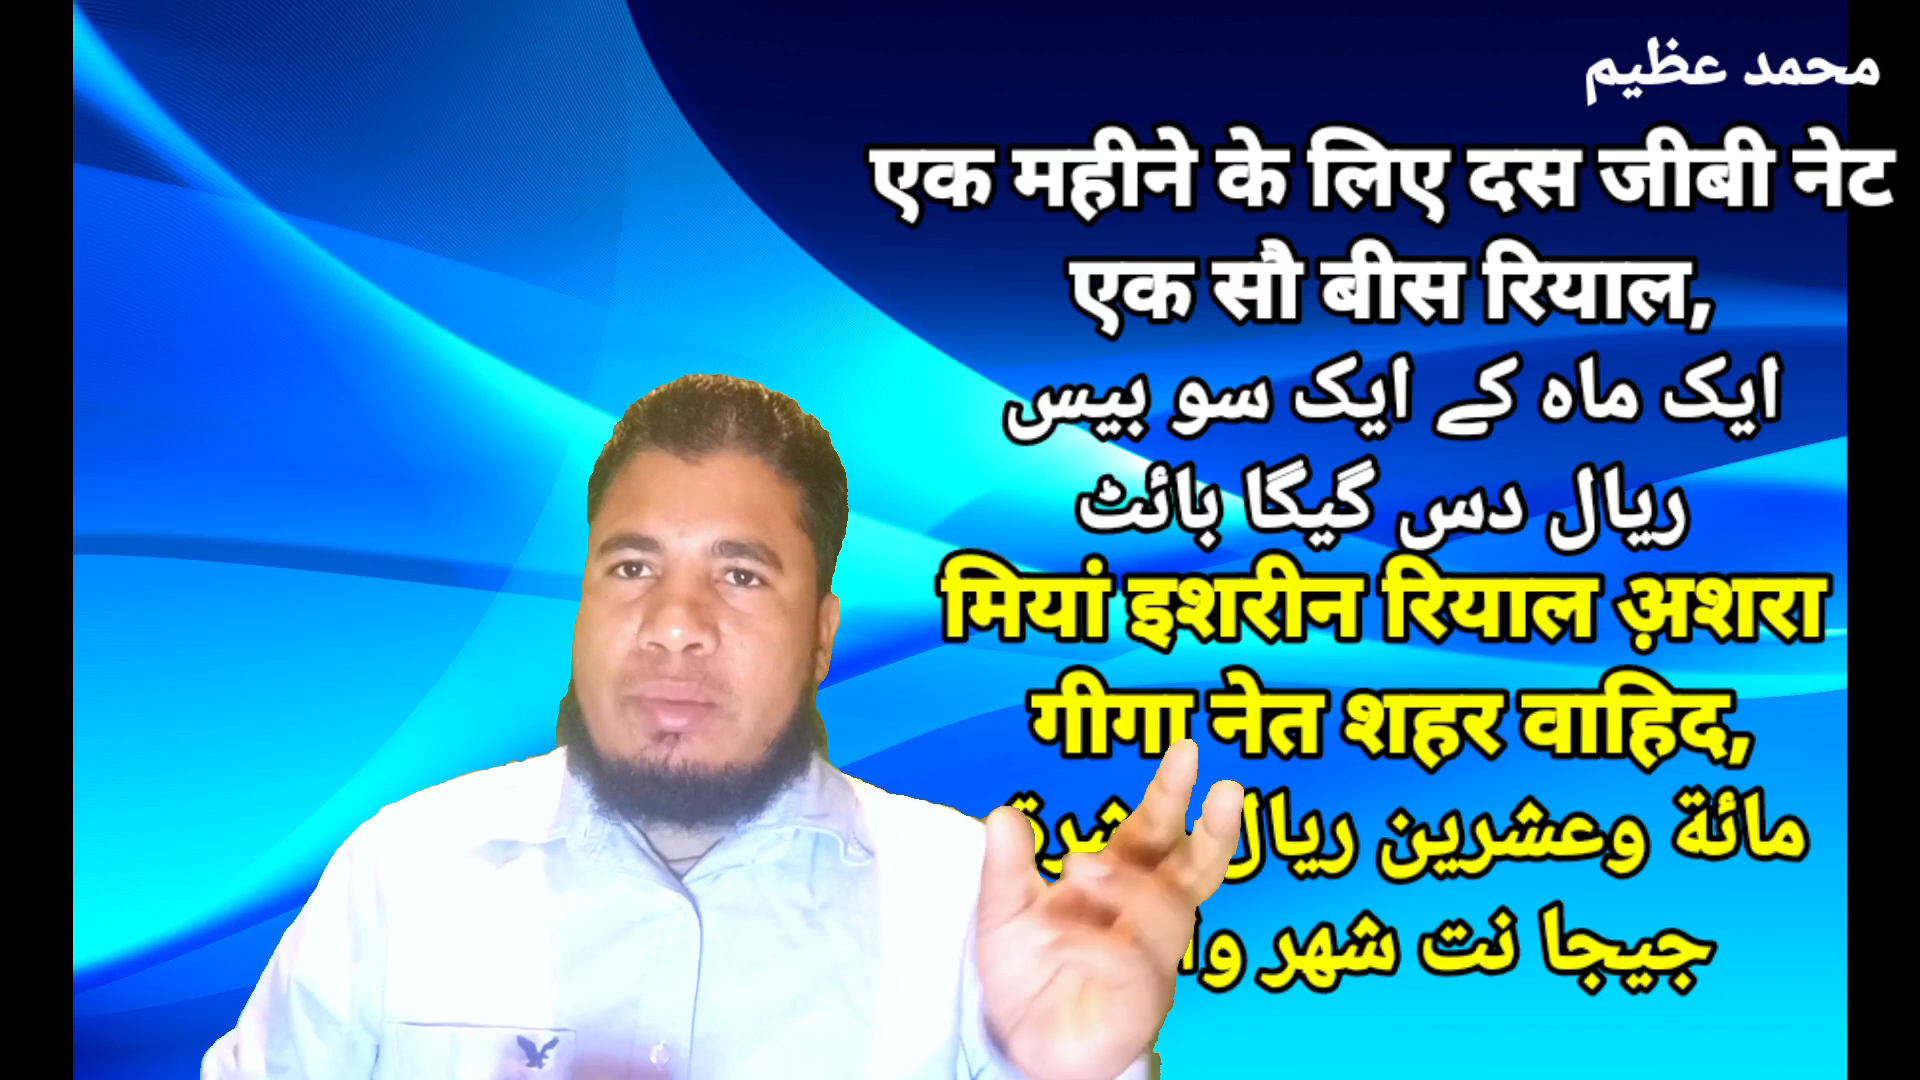 محمد عظیم
एक महीने के लिए दस जीबी नेट
एक सौ बीस रियाल,
ایک ماہ کے ایک سو بیس
ریال دس گیگا بائٹ
मियां इशरीन रियाल अ़शरा
गीगा नेत शहर वाहिद,
مائة وعشرين ريال
جيجا نت شهر